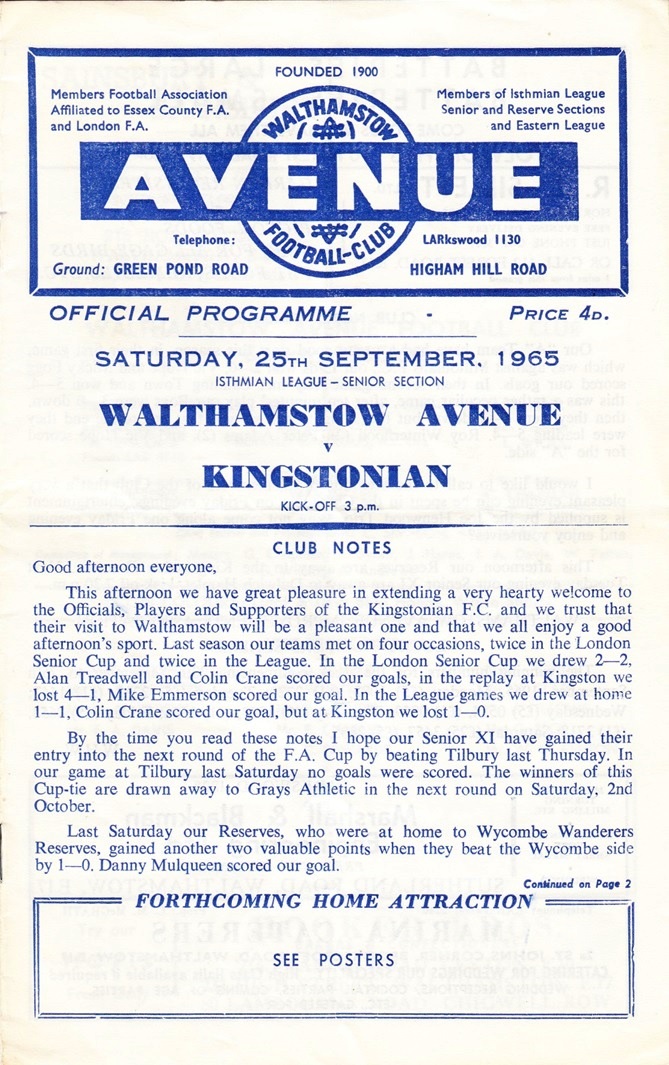 FOUNDED 1900
Members Football Association
Affiliated to Essex County F.A.
and London F.A.
Members of Isthmian League
Senior and Reserve Sections
and Eastern League
WALTHAMSTOW
AVENUE
FOOTBALL-CLUB
Telephone:
LARkswood 1130
Ground: GREEN POND ROAD
HIGHAM HILL ROAD
OFFICIAL PROGRAMME - PRICE 4D.
SATURDAY, 25TH SEPTEMBER, 1965
ISTHMIAN LEAGUE – SENIOR SECTION
WALTHAMSTOW AVENUE
v
KINGSTONIAN
KICK-OFF 3 p.m.
CLUB NOTES
Good afternoon everyone,
This afternoon we have great pleasure in extending a very hearty welcome to
the Officials, Players and Supporters of the Kingstonian F.C. and we trust that
their visit to Walthamstow will be a pleasant one and that we all enjoy a good
afternoon's sport. Last season our teams met on four occasions, twice in the London
Senior Cup and twice in the League. In the London Senior Cup we drew 2—2,
Alan Treadwell and Colin Crane scored our goals, in the replay at Kingston we
lost 4—1, Mike Emmerson scored our goal. In the League games we drew at home
1—1, Colin Crane scored our goal, but at Kingston we lost 1—0.
By the time you read these notes I hope our Senior XI have gained their
entry into the next round of the F.A. Cup by beating Tilbury last Thursday. In
our game at Tilbury last Saturday no goals were scored. The winners of this
Cup-tie are drawn away to Grays Athletic in the next round on Saturday, 2nd
October.
Last Saturday our Reserves, who were at home to Wycombe Wanderers
Reserves, gained another two valuable points when they beat the Wycombe side
by 1—0. Danny Mulqueen scored our goal.
Continued on Page 2
FORTHCOMING HOME ATTRACTION
SEE POSTERS